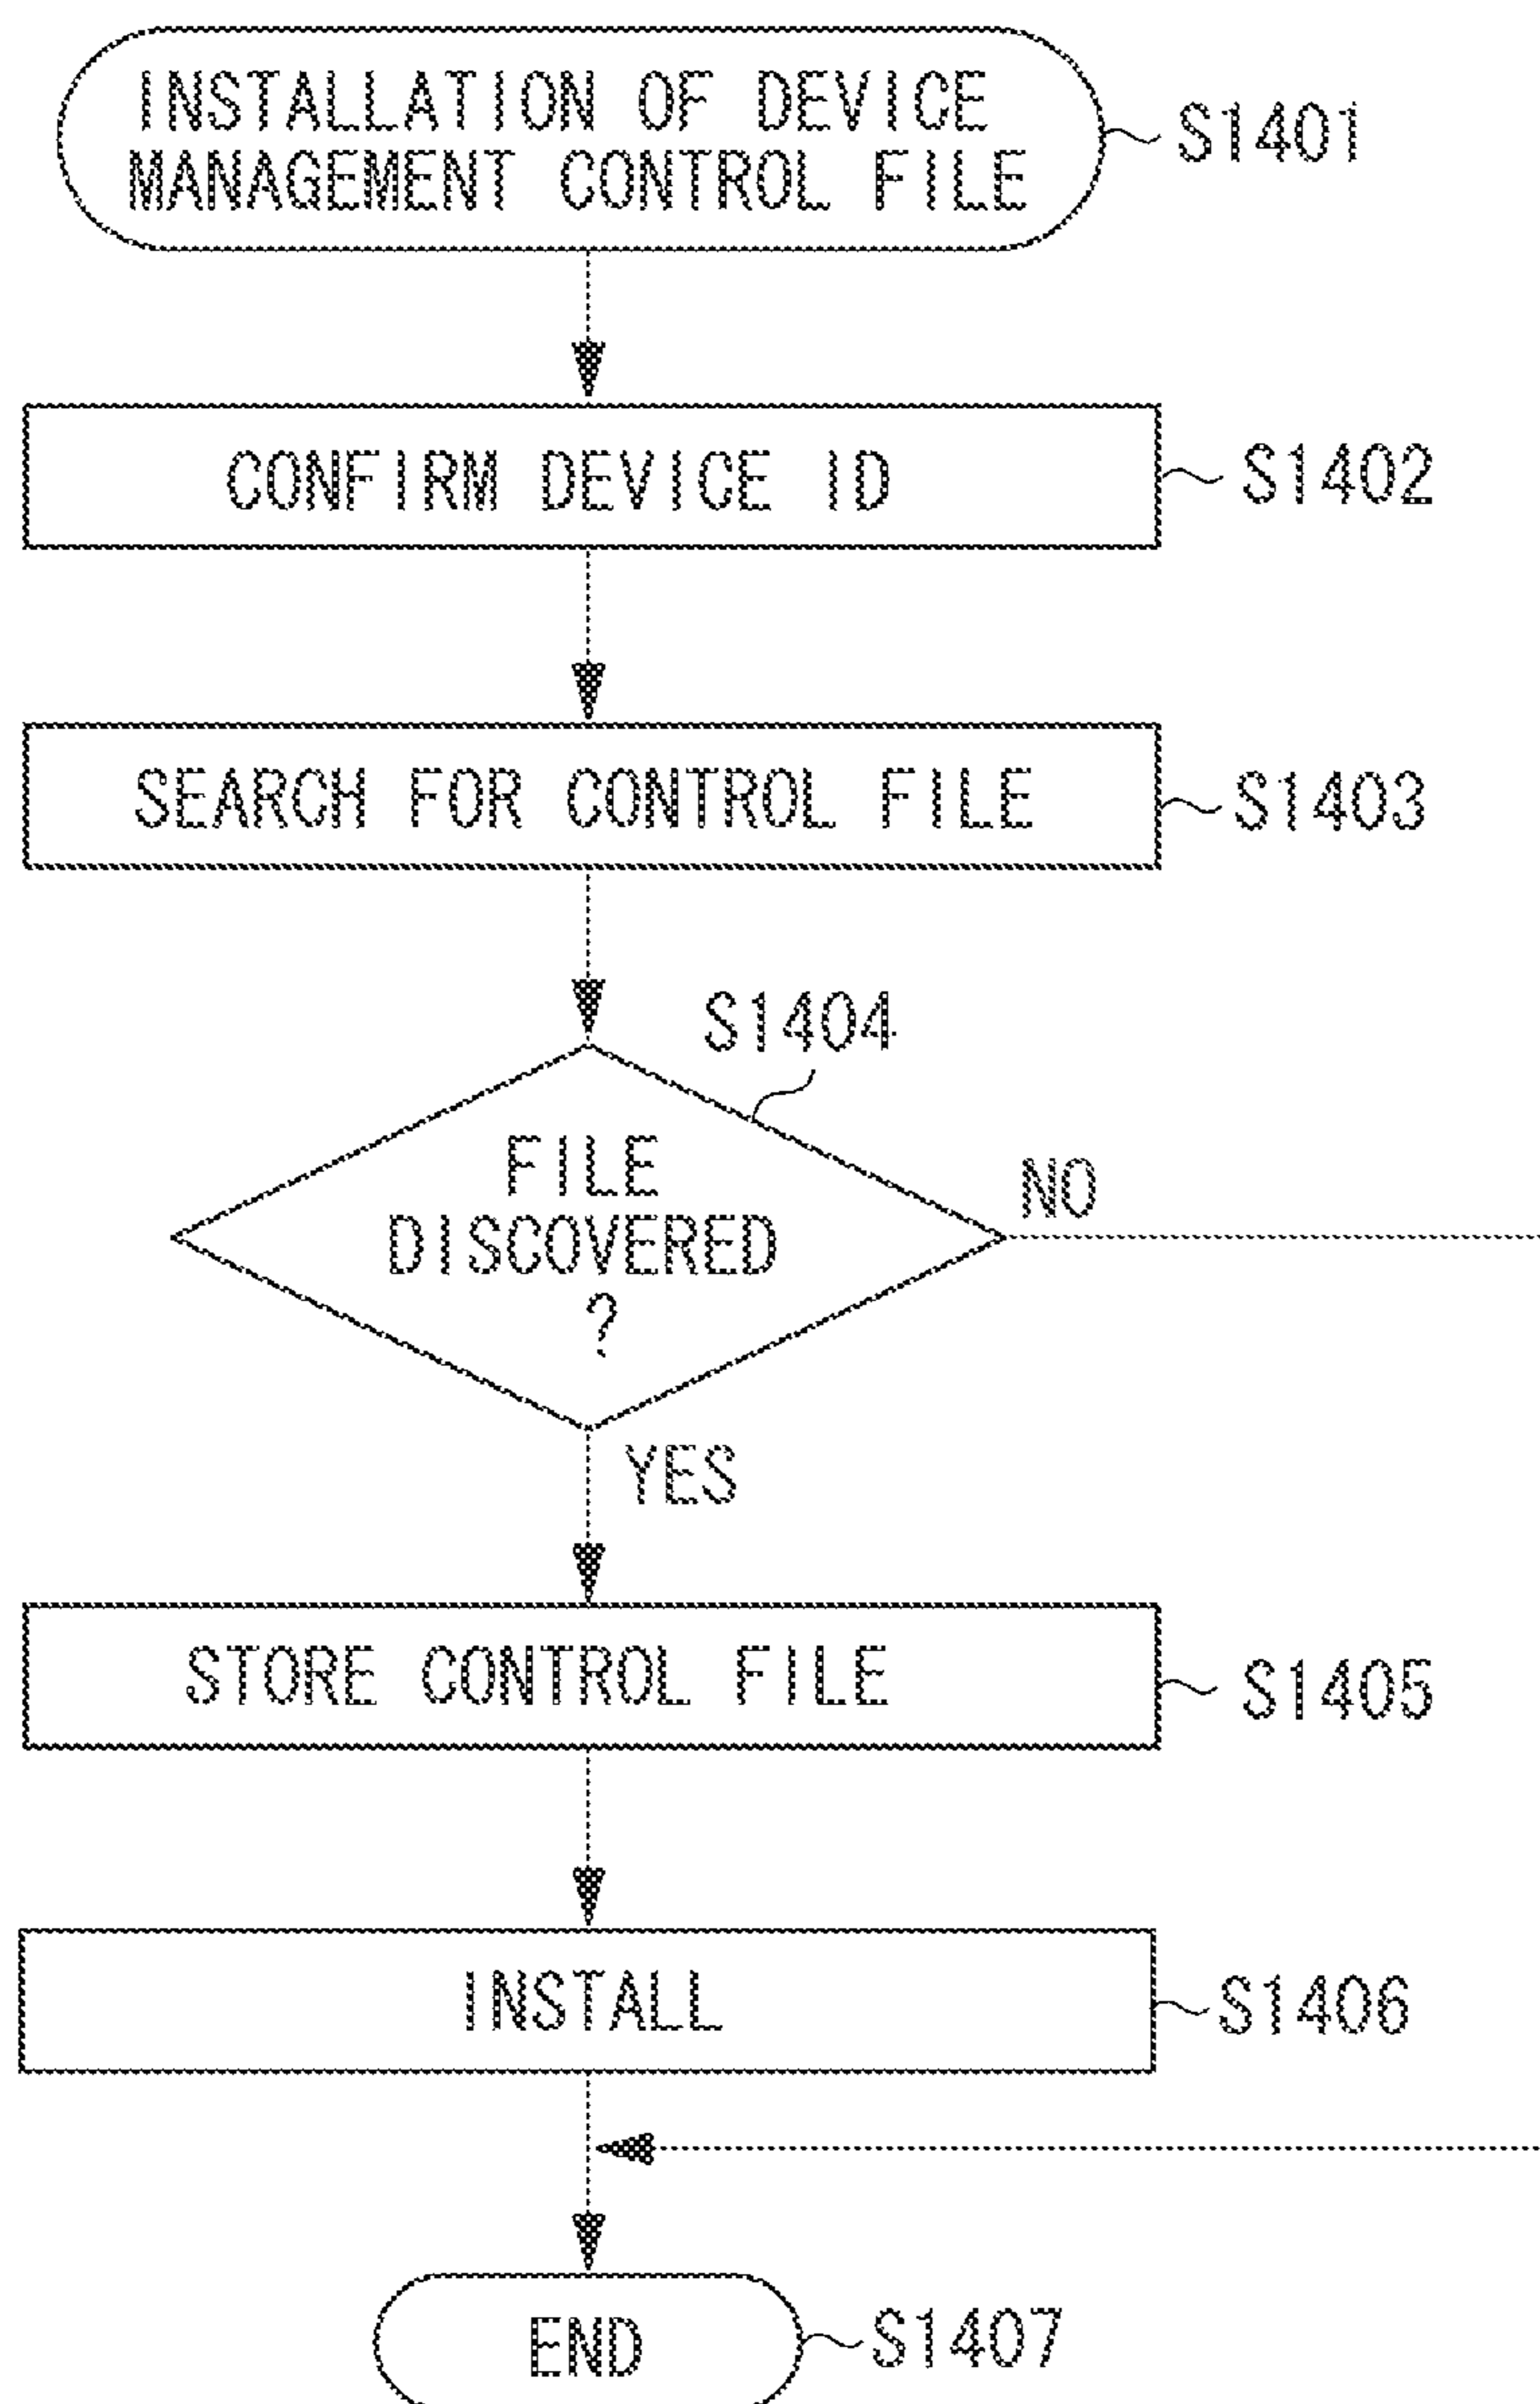 INSTALLATION OF DEVICE
MANAGEMENT CONTROL FILE
S1401
CONFIRM DEVICE ID
S1402
SEARCH FOR CONTROL FILE
S1403
S1404
FILE
DISCOVERED
?
NO
YES
STORE CONTROL FILE
S1405
INSTALL
S1406
END
S1407